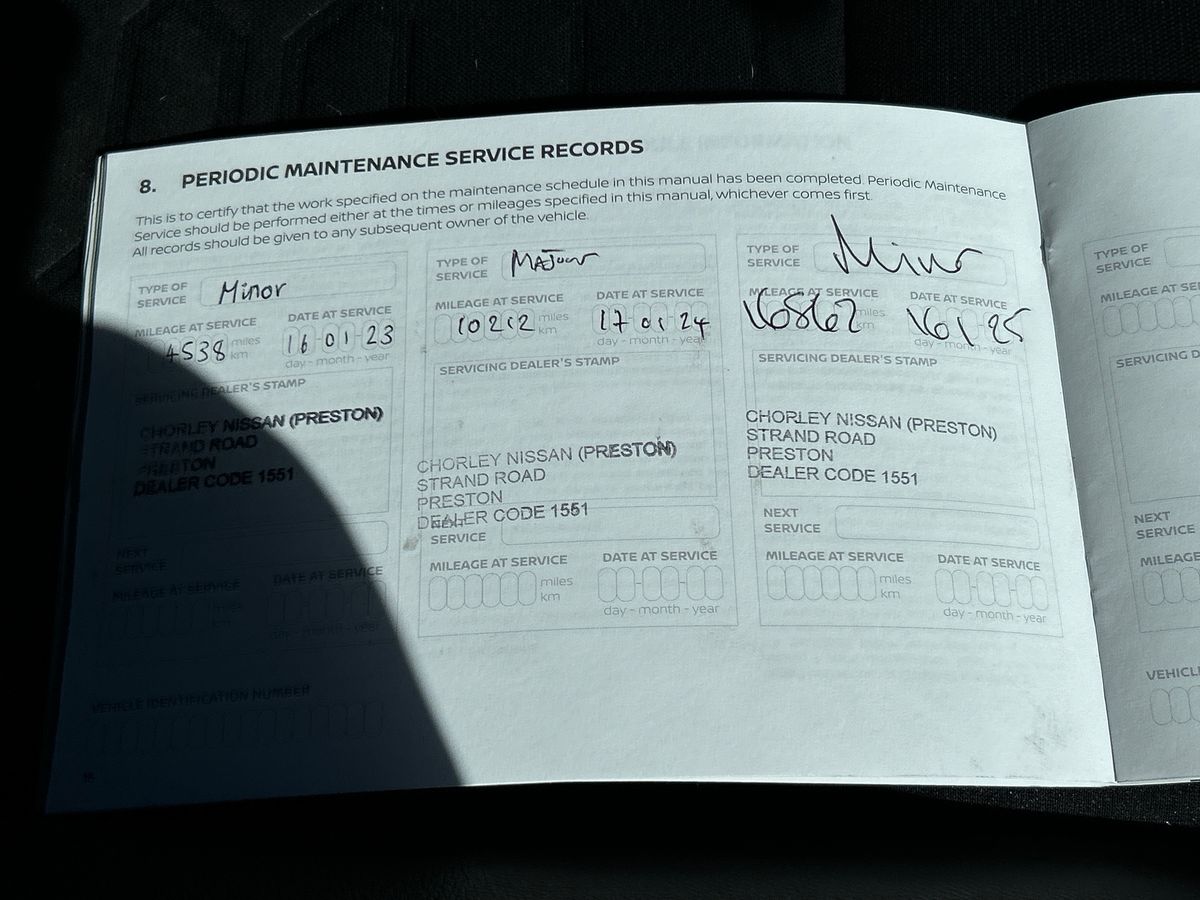 8. PERIODIC MAINTENANCE SERVICE RECORDS
This is to certify that the work specified on the maintenance schedule in this manual has been completed. Periodic Maintenance
Service should be performed either at the times or mileages specified in this manual, whichever comes first.
All records should be given to any subsequent owner of the vehicle.
TYPE OF
SERVICE
Minor
MILEAGE AT SERVICE
DATE AT SERVICE
4538
miles
km
16-01-23
day - month - year
SERVICING DEALER'S STAMP
CHORLEY NISSAN (PRESTON)
STRAND ROAD
PRESTON
DEALER CODE 1551
NEXT
SERVICE
MILEAGE AT SERVICE
DATE AT SERVICE
miles
km
day - month - year
VEHICLE IDENTIFICATION NUMBER
TYPE OF
SERVICE
MILEAGE AT SERVICE
DATE AT SERVICE
10212
miles
km
17 01 24
day - month - year
SERVICING DEALER'S STAMP
CHORLEY NISSAN (PRESTON)
STRAND ROAD
PRESTON
DEALER CODE 1551
NEXT
SERVICE
MILEAGE AT SERVICE
DATE AT SERVICE
miles
km
day - month - year
TYPE OF
SERVICE
Minor
MILEAGE AT SERVICE
DATE AT SERVICE
miles
km
16 1 25
day - month - year
SERVICING DEALER'S STAMP
CHORLEY NISSAN (PRESTON)
STRAND ROAD
PRESTON
DEALER CODE 1551
NEXT
SERVICE
MILEAGE AT SERVICE
DATE AT SERVICE
miles
km
day - month - year
TYPE OF
SERVICE
MILEAGE AT SE
SERVICING D
NEXT
SERVICE
MILEAGE
VEHICL